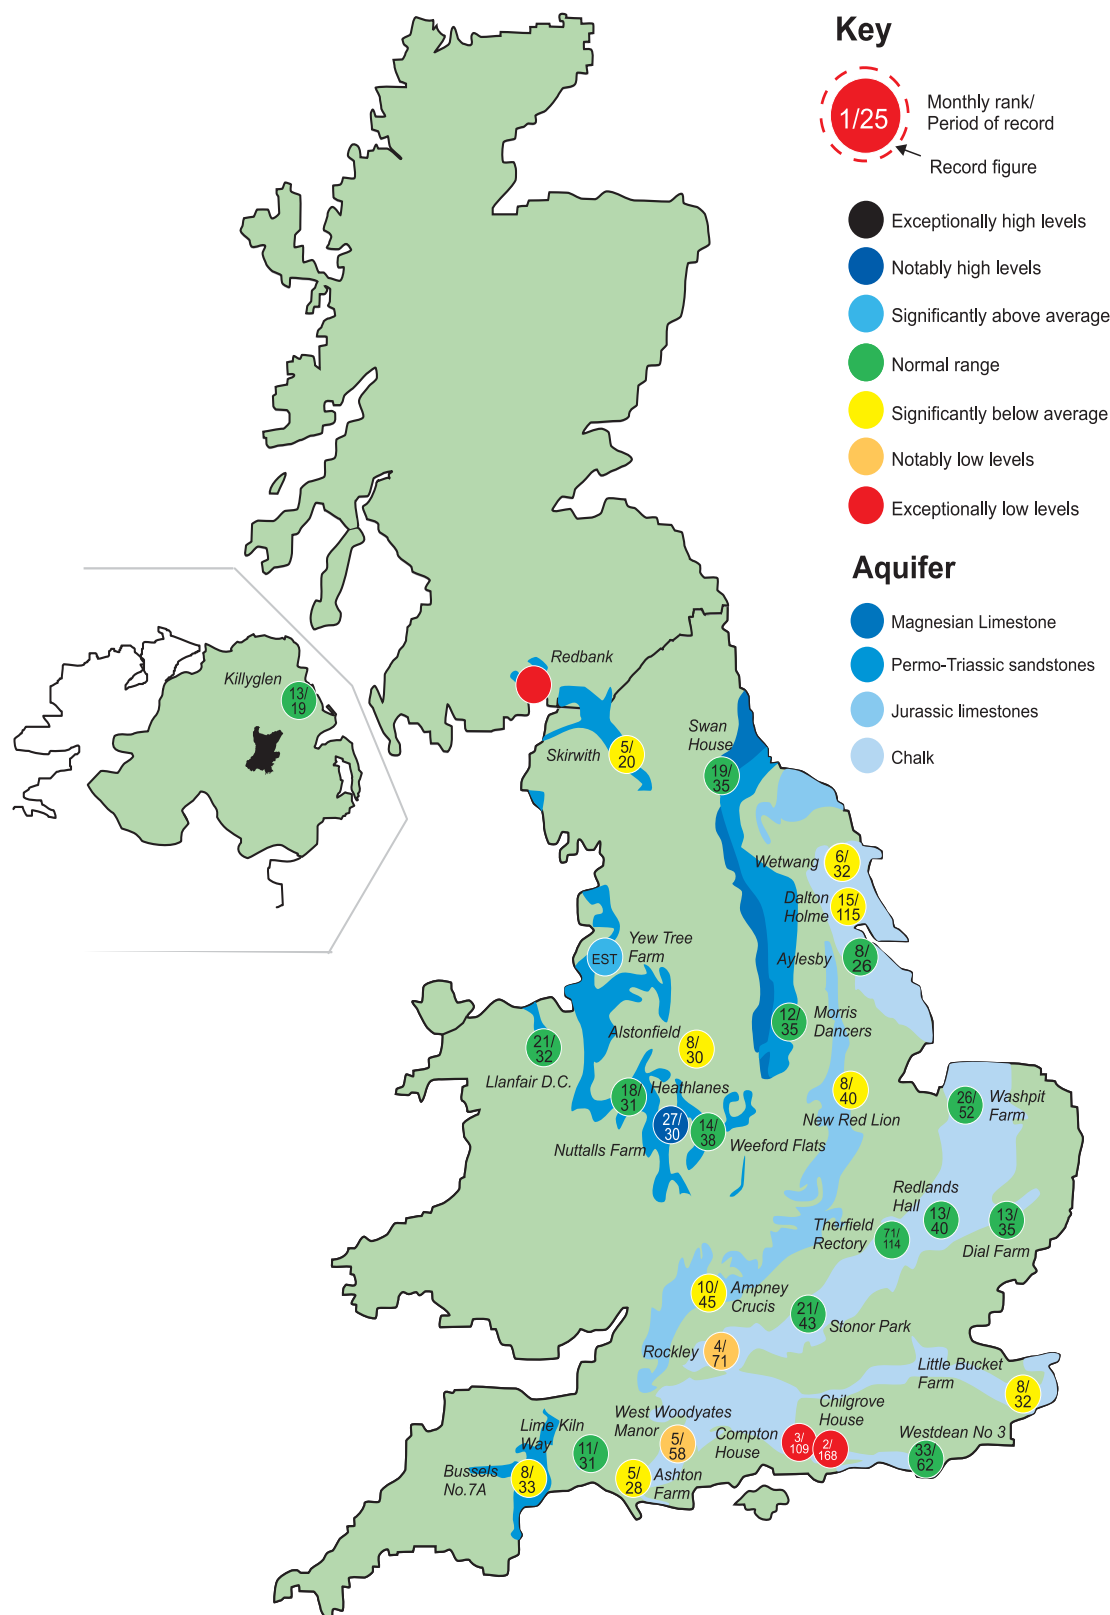 Key
1/25
Monthly rank/
Period of record
Record figure
Exceptionally high levels
Notably high levels
Significantly above average
Normal range
Significantly below average
Notably low levels
Exceptionally low levels
Aquifer
Magnesian Limestone
Permo-Triassic sandstones
Jurassic limestones
Chalk
Redbank
Killyglen
13/
19
Skirwith
5/
20
Swan
House
19/
35
Wetwang
6/
32
Dalton
Holme
15/
115
Aylesby
8/
26
Yew Tree
Farm
EST
Morris
Dancers
12/
35
Alstonfield
8/
30
Llanfair D.C.
21/
32
Heathlanes
18/
31
Nuttalls Farm
27/
30
Weeford Flats
14/
38
New Red Lion
8/
40
Washpit
Farm
26/
52
Redlands
Hall
13/
40
Therfield
Rectory
71/
114
Dial Farm
13/
35
Ampney
Crucis
10/
45
Stonor Park
21/
43
Rockley
4/
71
Little Bucket
Farm
8/
32
Chilgrove
House
2/
168
Compton
House
3/
109
Westdean No 3
33/
62
West Woodyates
Manor
5/
58
Lime Kiln
Way
11/
31
Bussels
No.7A
8/
33
Ashton
Farm
5/
28